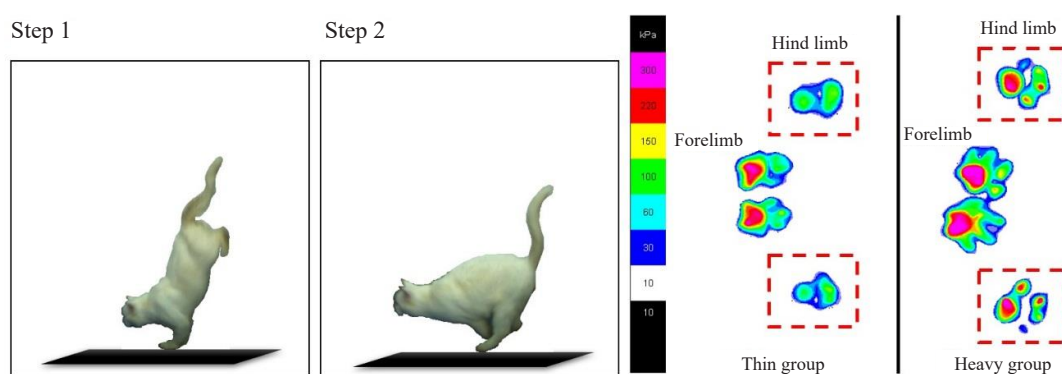 Step 1
Step 2
kPa
300
220
150
100
60
30
10
10
Hind limb
Forelimb
Thin group
Hind limb
Forelimb
Heavy group